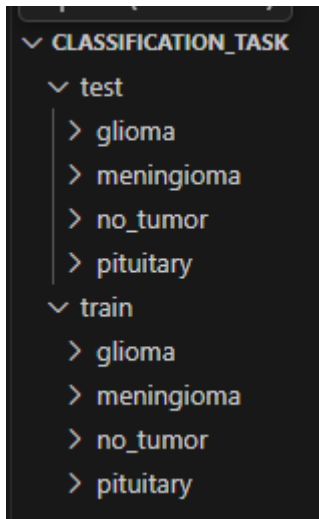 CLASSIFICATION_TASK
test
glioma
meningioma
no_tumor
pituitary
train
glioma
meningioma
no_tumor
pituitary